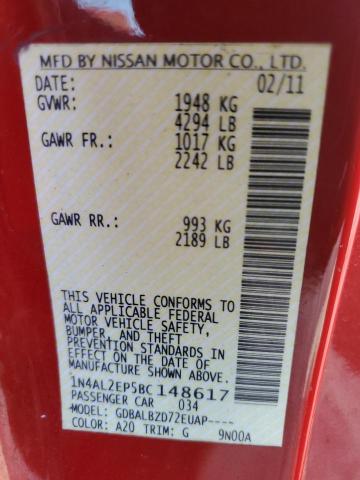 MFD BY NISSAN MOTOR CO., LTD.
DATE: 02/11
GVWR: 1948 KG
4294 LB
GAWR FR: 1017 KG
2242 LB
GAWR RR: 993 KG
2189 LB
THIS VEHICLE CONFORMS TO
ALL APPLICABLE FEDERAL
MOTOR VEHICLE SAFETY,
BUMPER, AND THEFT
PREVENTION STANDARDS IN
EFFECT ON THE DATE OF
MANUFACTURE SHOWN ABOVE.
1N4AL2EP5BC148617
PASSENGER CAR 034
MODEL: GDBALBZD72EUAP----
COLOR: A20 TRIM: G 9N00A